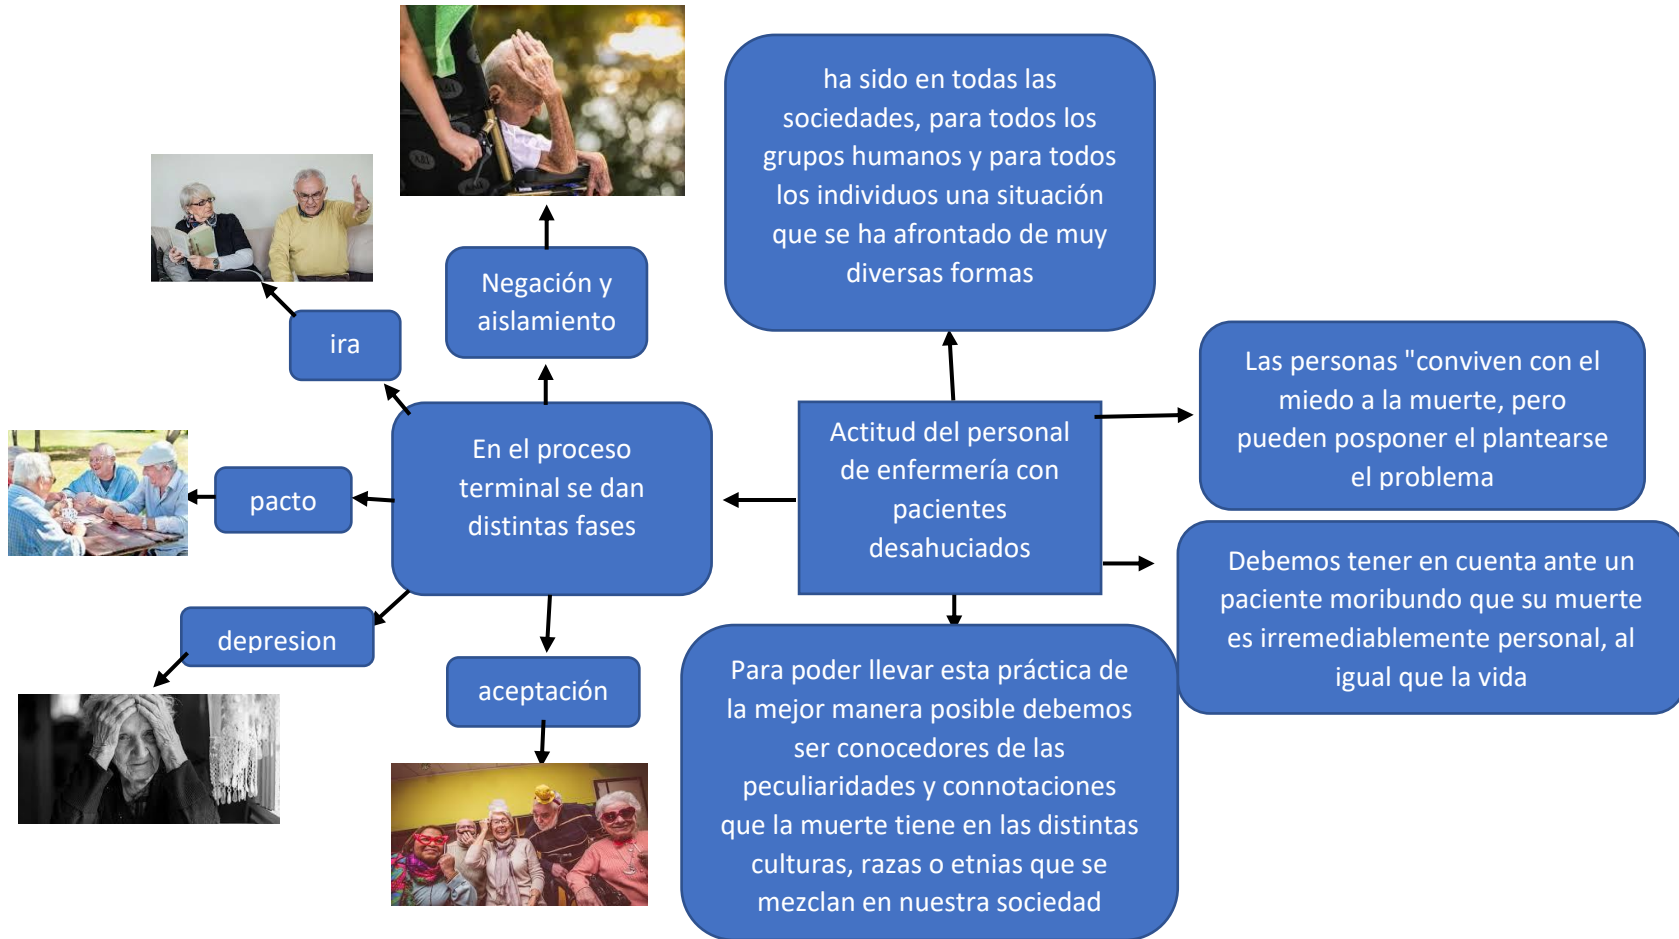 ha sido en todas las
sociedades, para todos los
grupos humanos y para todos
los individuos una situación
que se ha afrontado de muy
diversas formas
Negación y
aislamiento
ira
Las personas "conviven con el
miedo a la muerte, pero
pueden posponer el plantearse
el problema
En el proceso
terminal se dan
distintas fases
Actitud del personal
de enfermería con
pacientes
desahuciados
pacto
Debemos tener en cuenta ante un
paciente moribundo que su muerte
es irremediablemente personal, al
igual que la vida
depresion
aceptación
Para poder llevar esta práctica de
la mejor manera posible debemos
ser conocedores de las
peculiaridades y connotaciones
que la muerte tiene en las distintas
culturas, razas o etnias que se
mezclan en nuestra sociedad